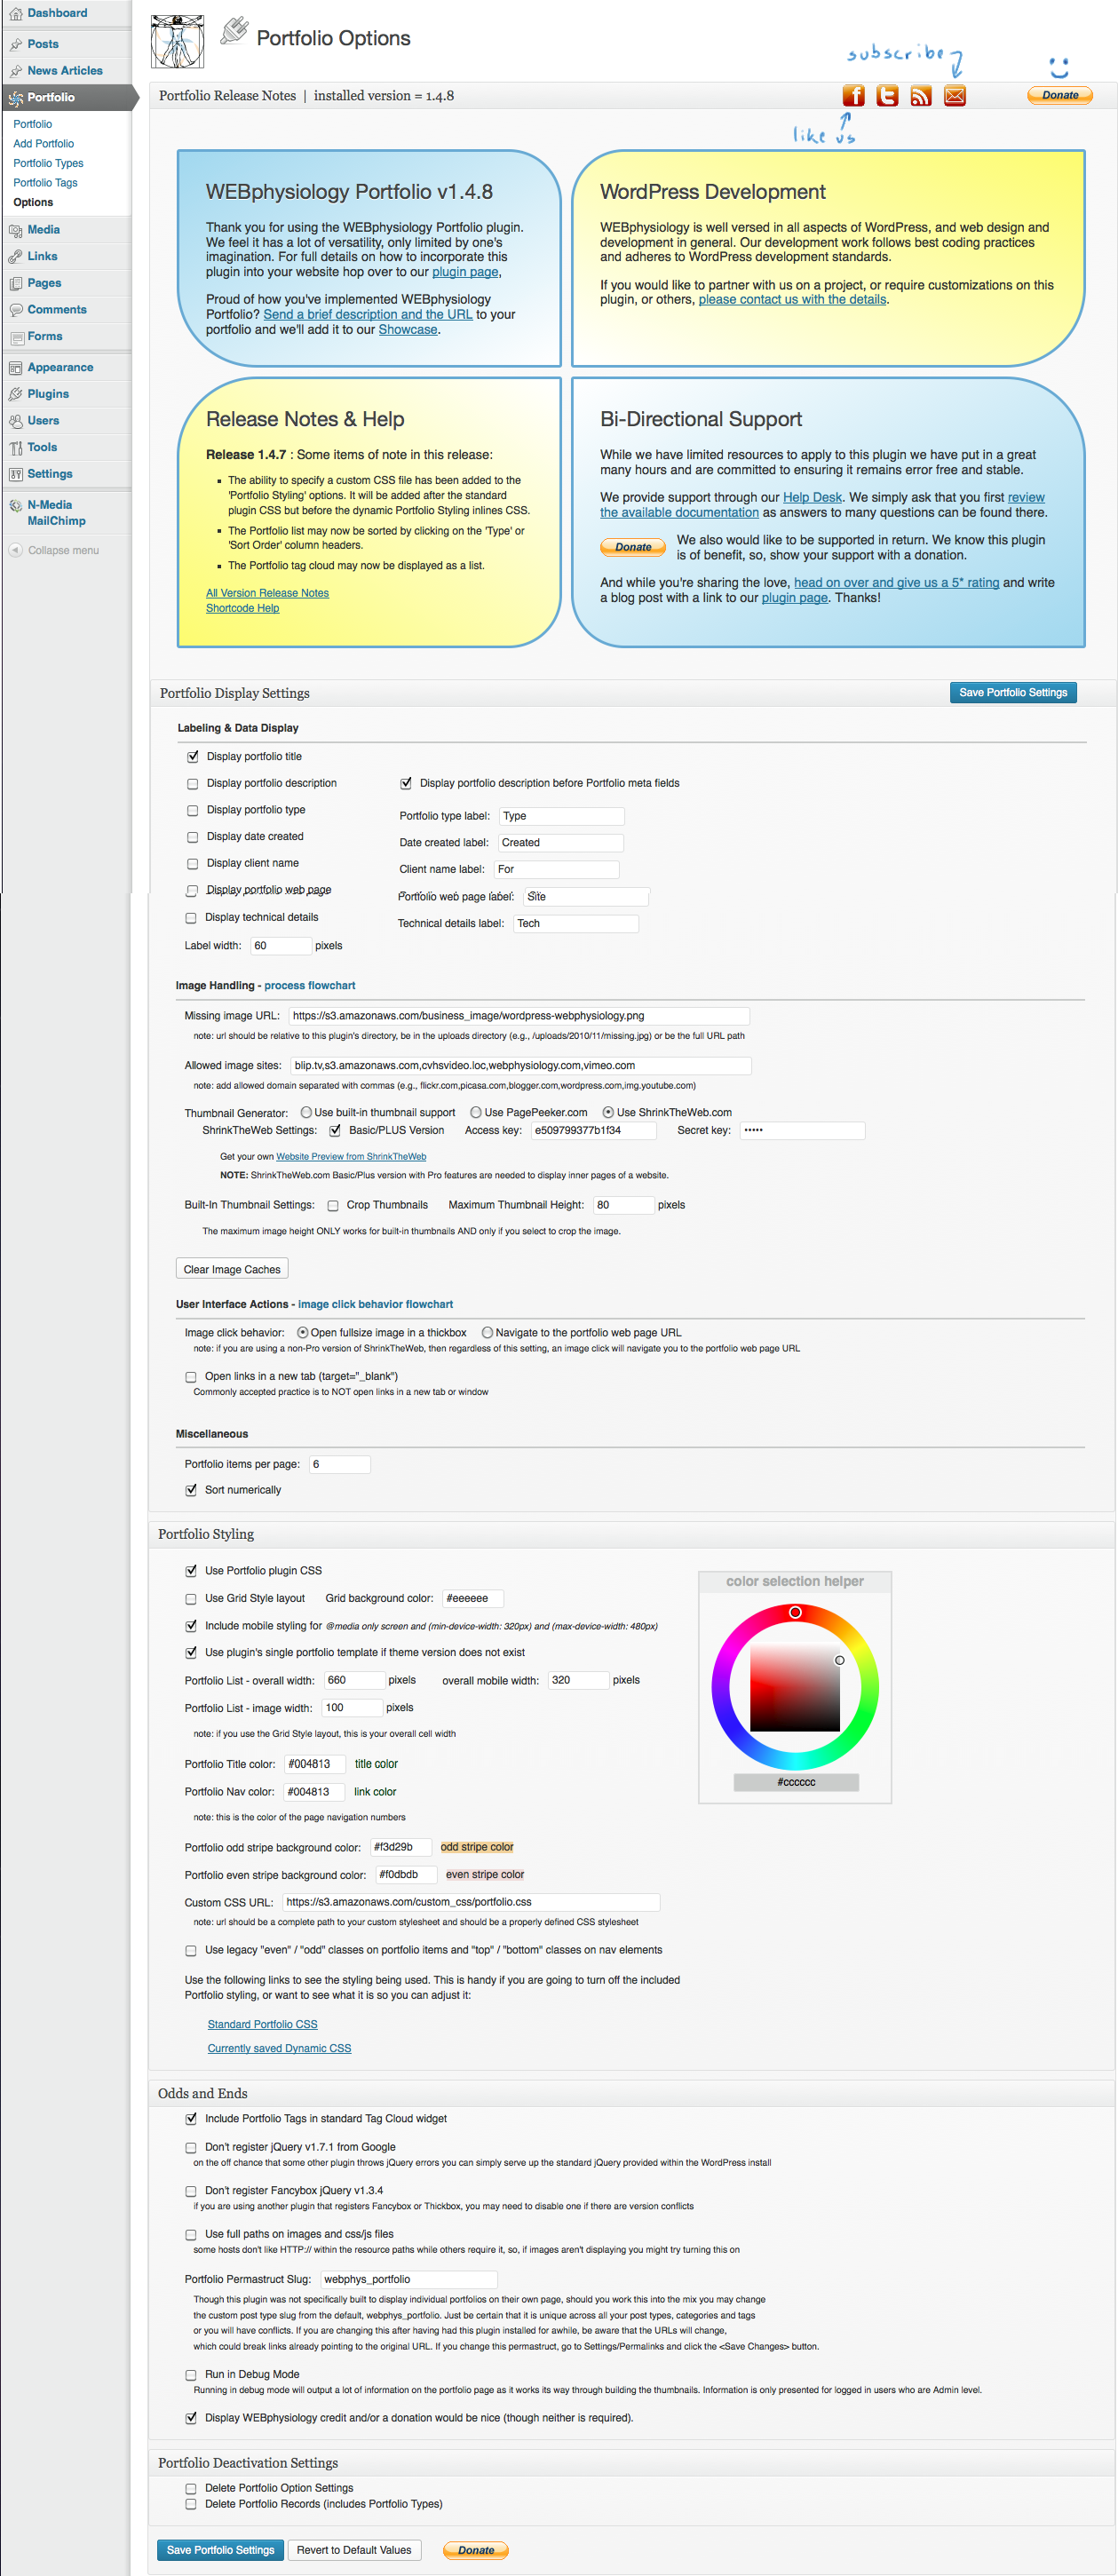 Dashboard
Posts
News Articles
Portfolio
Portfolio
Add Portfolio
Portfolio Types
Portfolio Tags
Options
Media
Links
Pages
Comments
Forms
Appearance
Plugins
Users
Tools
Settings
N-Media
MailChimp
Collapse menu
Portfolio Options
subscribe
Portfolio Release Notes | installed version = 1.4.8
Donate
like us
WEBphysiology Portfolio v1.4.8
Thank you for using the WEBphysiology Portfolio plugin.
We feel it has a lot of versatility, only limited by one's
imagination. For full details on how to incorporate this
plugin into your website hop over to our plugin page,
Proud of how you've implemented WEBphysiology
Portfolio? Send a brief description and the URL to your
portfolio and we'll add it to our Showcase.
WordPress Development
WEBphysiology is well versed in all aspects of WordPress, and web design and
development in general. Our development work follows best coding practices
and adheres to WordPress development standards.
If you would like to partner with us on a project, or require customizations on this
plugin, or others, please contact us with the details.
Release Notes & Help
Release 1.4.7 : Some items of note in this release:
The ability to specify a custom CSS file has been added to the
'Portfolio Styling' options. It will be added after the standard
plugin CSS but before the dynamic Portfolio Styling inlines CSS.
The Portfolio list may now be sorted by clicking on the 'Type' or
'Sort Order' column headers.
The Portfolio tag cloud may now be displayed as a list.
All Version Release Notes
Shortcode Help
Bi-Directional Support
While we have limited resources to apply to this plugin we have put in a great
many hours and are committed to ensuring it remains error free and stable.
We provide support through our Help Desk. We simply ask that you first review
the available documentation as answers to many questions can be found there.
Donate
We also would like to be supported in return. We know this plugin
is of benefit, so, show your support with a donation.
And while you're sharing the love, head on over and give us a 5* rating and write
a blog post with a link to our plugin page. Thanks!
Portfolio Display Settings
Save Portfolio Settings
Labeling & Data Display
Display portfolio title
Display portfolio description Display portfolio description before Portfolio meta fields
Display portfolio type Portfolio type label: Type
Display date created Date created label: Created
Display client name Client name label: For
Display portfolio web page Portfolio web page label: Site
Display technical details Technical details label: Tech
Label width: 60 pixels
Image Handling - process flowchart
Missing image URL: https://s3.amazonaws.com/business_image/wordpress-webphysiology.png
note: url should be relative to this plugin's directory, be in the uploads directory (e.g., /uploads/2010/11/missing.jpg) or be the full URL path
Allowed image sites: blip.tv,s3.amazonaws.com,cvhsvideo.loc,webphysiology.com,vimeo.com
note: add allowed domain separated with commas (e.g., flickr.com,picasa.com,blogger.com,wordpress.com,img.youtube.com)
Thumbnail Generator: Use built-in thumbnail support Use PagePeeker.com Use ShrinkTheWeb.com
ShrinkTheWeb Settings: Basic/PLUS Version Access key: e509799377b1f34 Secret key: •••••
Get your own Website Preview from ShrinkTheWeb
NOTE: ShrinkTheWeb.com Basic/Plus version with Pro features are needed to display inner pages of a website.
Built-In Thumbnail Settings: Crop Thumbnails Maximum Thumbnail Height: 80 pixels
The maximum image height ONLY works for built-in thumbnails AND only if you select to crop the image.
Clear Image Caches
User Interface Actions - image click behavior flowchart
Image click behavior: Open fullsize image in a thickbox Navigate to the portfolio web page URL
note: if you are using a non-Pro version of ShrinkTheWeb, then regardless of this setting, an image click will navigate you to the portfolio web page URL
Open links in a new tab (target="_blank")
Commonly accepted practice is to NOT open links in a new tab or window
Miscellaneous
Portfolio items per page: 6
Sort numerically
Portfolio Styling
Use Portfolio plugin CSS
Use Grid Style layout Grid background color: #eeeeee
Include mobile styling for @media only screen and (min-device-width: 320px) and (max-device-width: 480px)
Use plugin's single portfolio template if theme version does not exist
Portfolio List - overall width: 660 pixels overall mobile width: 320 pixels
Portfolio List - image width: 100 pixels
note: if you use the Grid Style layout, this is your overall cell width
Portfolio Title color: #004813 title color
Portfolio Nav color: #004813 link color
note: this is the color of the page navigation numbers
color selection helper
#cccccc
Portfolio odd stripe background color: #f3d29b odd stripe color
Portfolio even stripe background color: #f0dbdb even stripe color
Custom CSS URL: https://s3.amazonaws.com/custom_css/portfolio.css
note: url should be a complete path to your custom stylesheet and should be a properly defined CSS stylesheet
Use legacy "even" / "odd" classes on portfolio items and "top" / "bottom" classes on nav elements
Use the following links to see the styling being used. This is handy if you are going to turn off the included
Portfolio styling, or want to see what it is so you can adjust it:
Standard Portfolio CSS
Currently saved Dynamic CSS
Odds and Ends
Include Portfolio Tags in standard Tag Cloud widget
Don't register jQuery v1.7.1 from Google
on the off chance that some other plugin throws jQuery errors you can simply serve up the standard jQuery provided within the WordPress install
Don't register Fancybox jQuery v1.3.4
if you are using another plugin that registers Fancybox or Thickbox, you may need to disable one if there are version conflicts
Use full paths on images and css/js files
some hosts don't like HTTP:// within the resource paths while others require it, so, if images aren't displaying you might try turning this on
Portfolio Permastruct Slug: webphys_portfolio
Though this plugin was not specifically built to display individual portfolios on their own page, should you work this into the mix you may change
the custom post type slug from the default, webphys_portfolio. Just be certain that it is unique across all your post types, categories and tags
or you will have conflicts. If you are changing this after having had this plugin installed for awhile, be aware that the URLs will change,
which could break links already pointing to the original URL. If you change this permastruct, go to Settings/Permalinks and click the <Save Changes> button.
Run in Debug Mode
Running in debug mode will output a lot of information on the portfolio page as it works its way through building the thumbnails. Information is only presented for logged in users who are Admin level.
Display WEBphysiology credit and/or a donation would be nice (though neither is required).
Portfolio Deactivation Settings
Delete Portfolio Option Settings
Delete Portfolio Records (includes Portfolio Types)
Save Portfolio Settings Revert to Default Values Donate